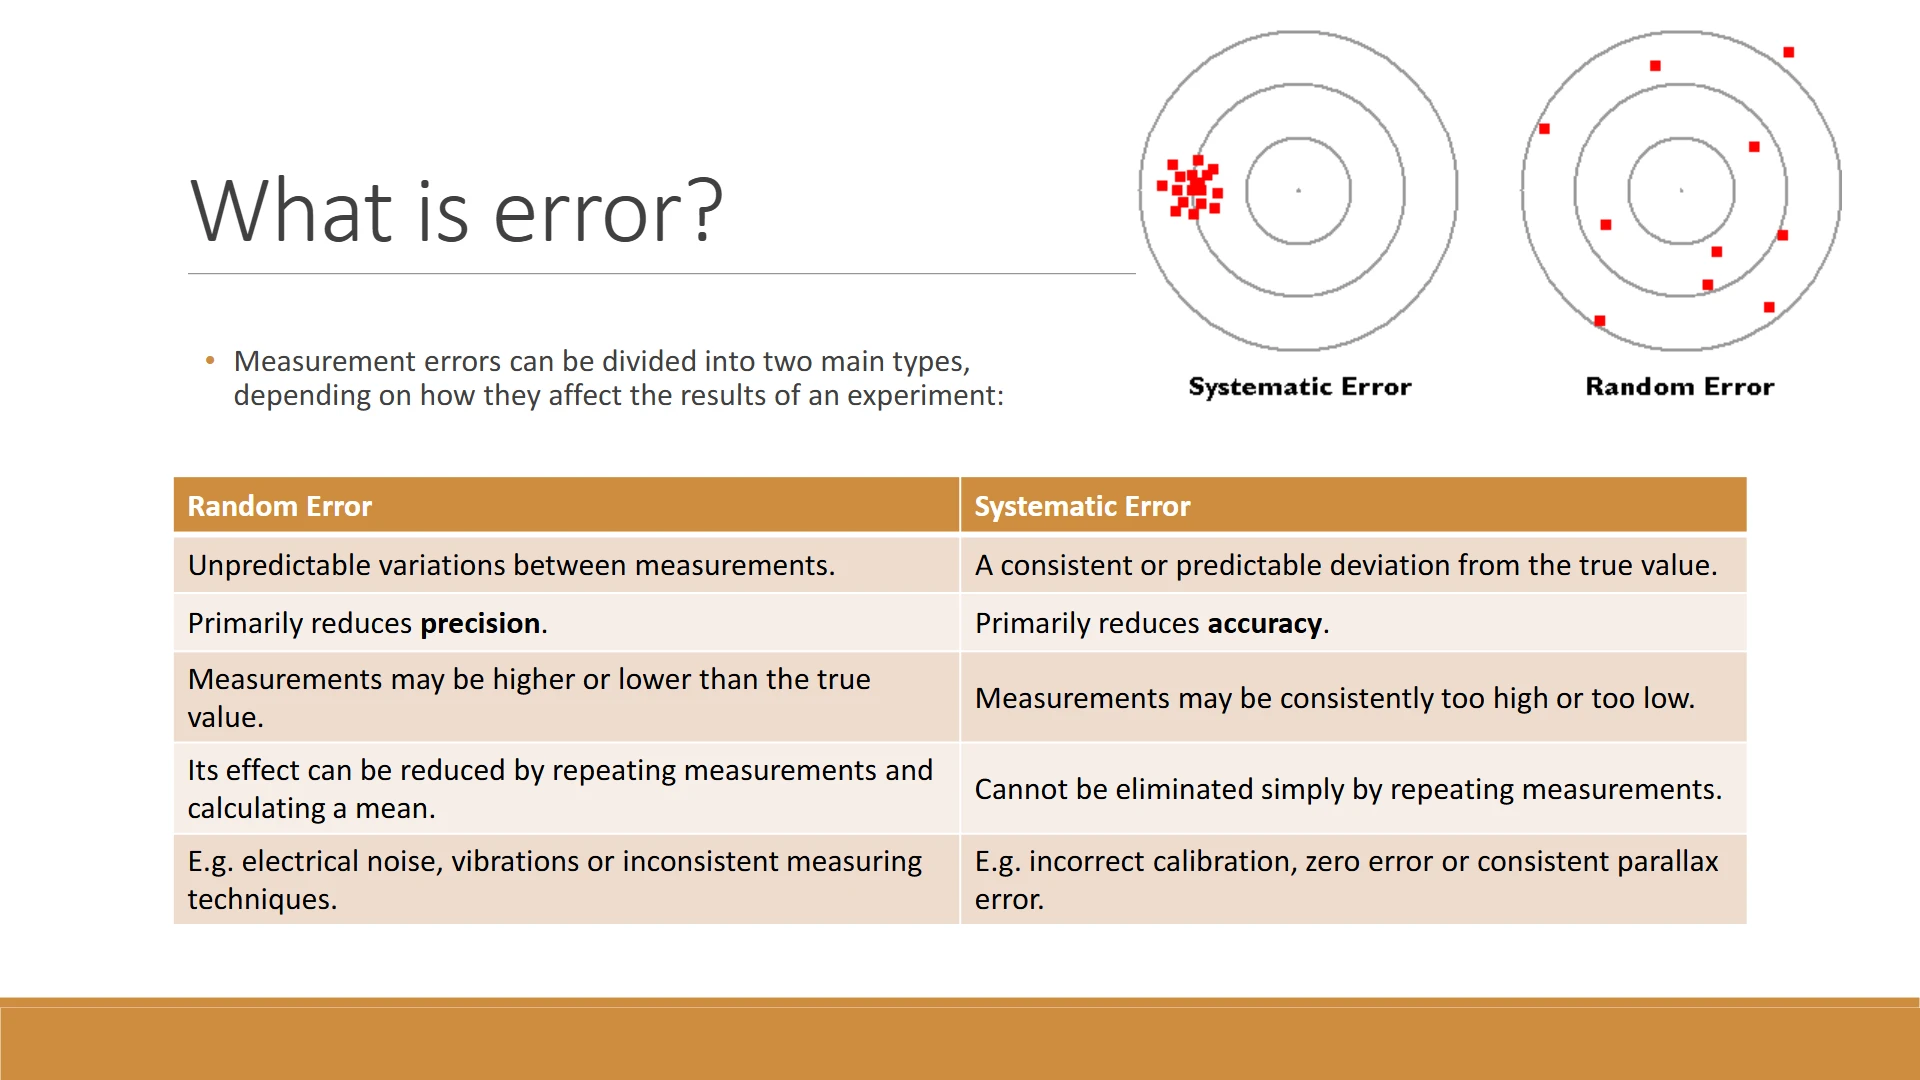 What is error?
• Measurement errors can be divided into two main types,
depending on how they affect the results of an experiment:
Systematic Error
Random Error
Random Error
Systematic Error
Unpredictable variations between measurements.
A consistent or predictable deviation from the true value.
Primarily reduces precision.
Primarily reduces accuracy.
Measurements may be higher or lower than the true
value.
Measurements may be consistently too high or too low.
Its effect can be reduced by repeating measurements and
calculating a mean.
Cannot be eliminated simply by repeating measurements.
E.g. electrical noise, vibrations or inconsistent measuring
techniques.
E.g. incorrect calibration, zero error or consistent parallax
error.